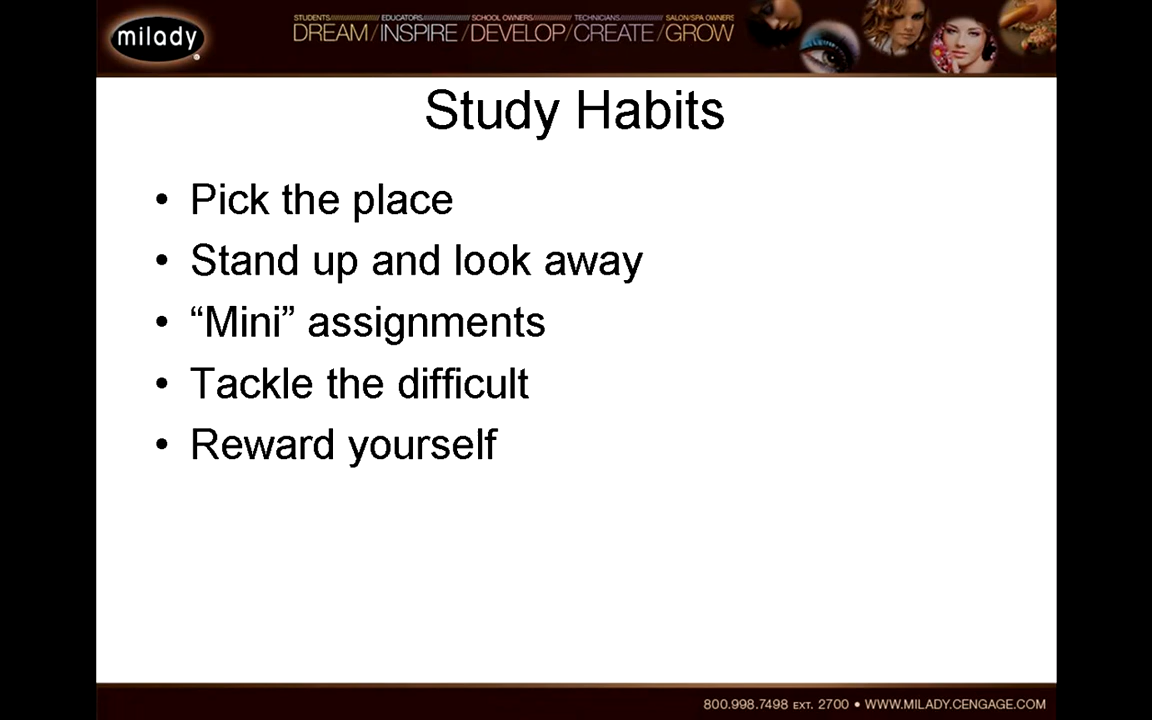 milady
STUDENTS EDUCATORS SCHOOL OWNERS TECHNICIANS SALON/SPA OWNERS
DREAM/INSPIRE/DEVELOP/CREATE/GROW
Study Habits
• Pick the place
• Stand up and look away
• “Mini” assignments
• Tackle the difficult
• Reward yourself
800.998.7498 EXT. 2700 • WWW.MILADY.CENGAGE.COM